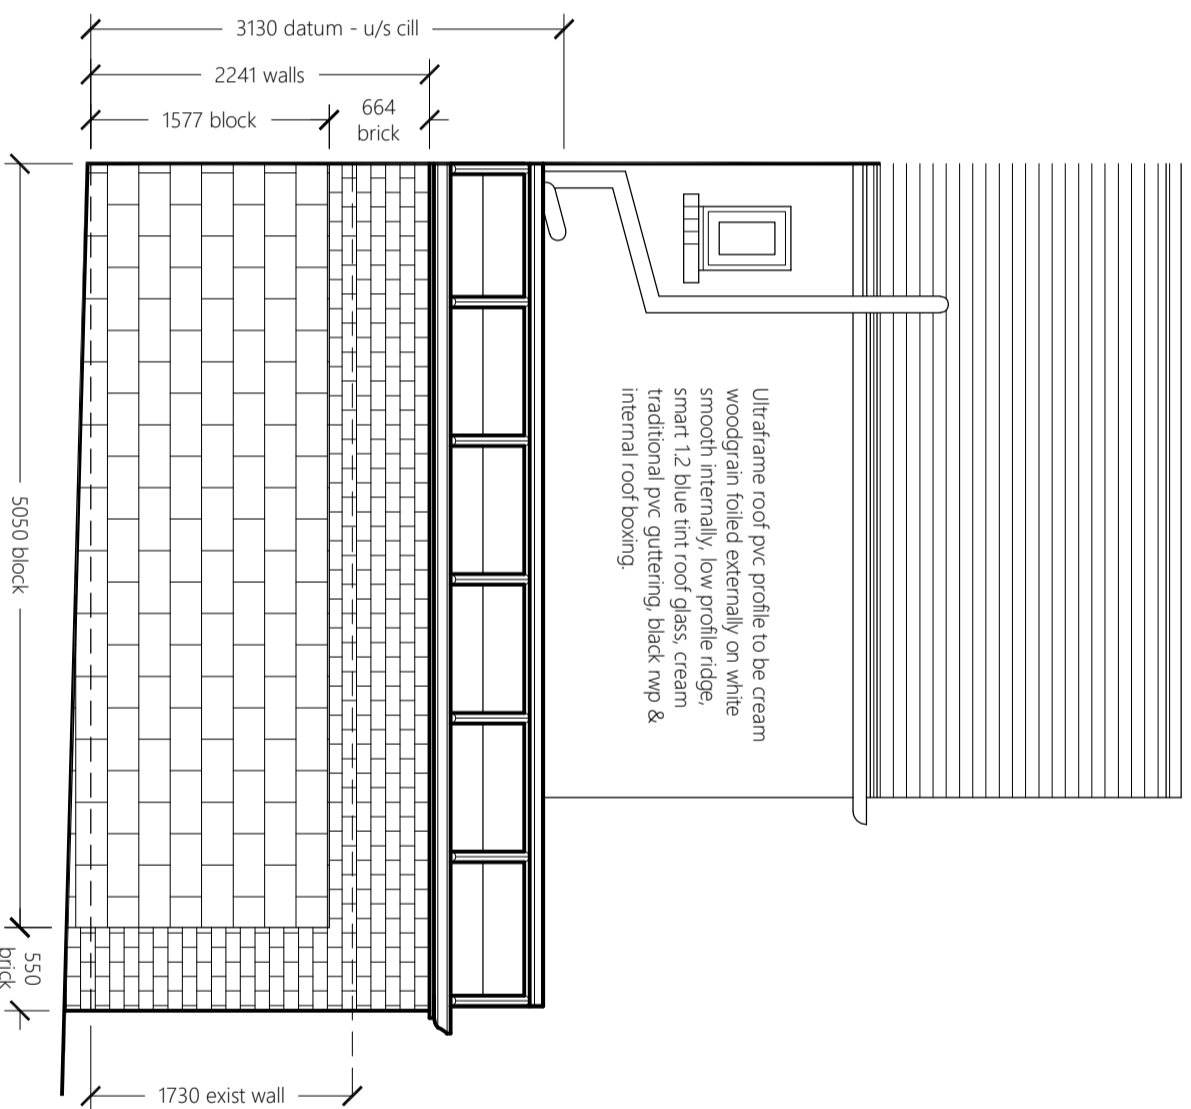 3130 datum - u/s cill
2241 walls
1577 block
664
brick
Ultraframe roof pvc profile to be cream
woodgrain foiled externally on white
smooth internally, low profile ridge,
smart 1.2 blue tint roof glass, cream
traditional pvc guttering, black rwp &
internal roof boxing.
5050 block
550
brick
1730 exist wall